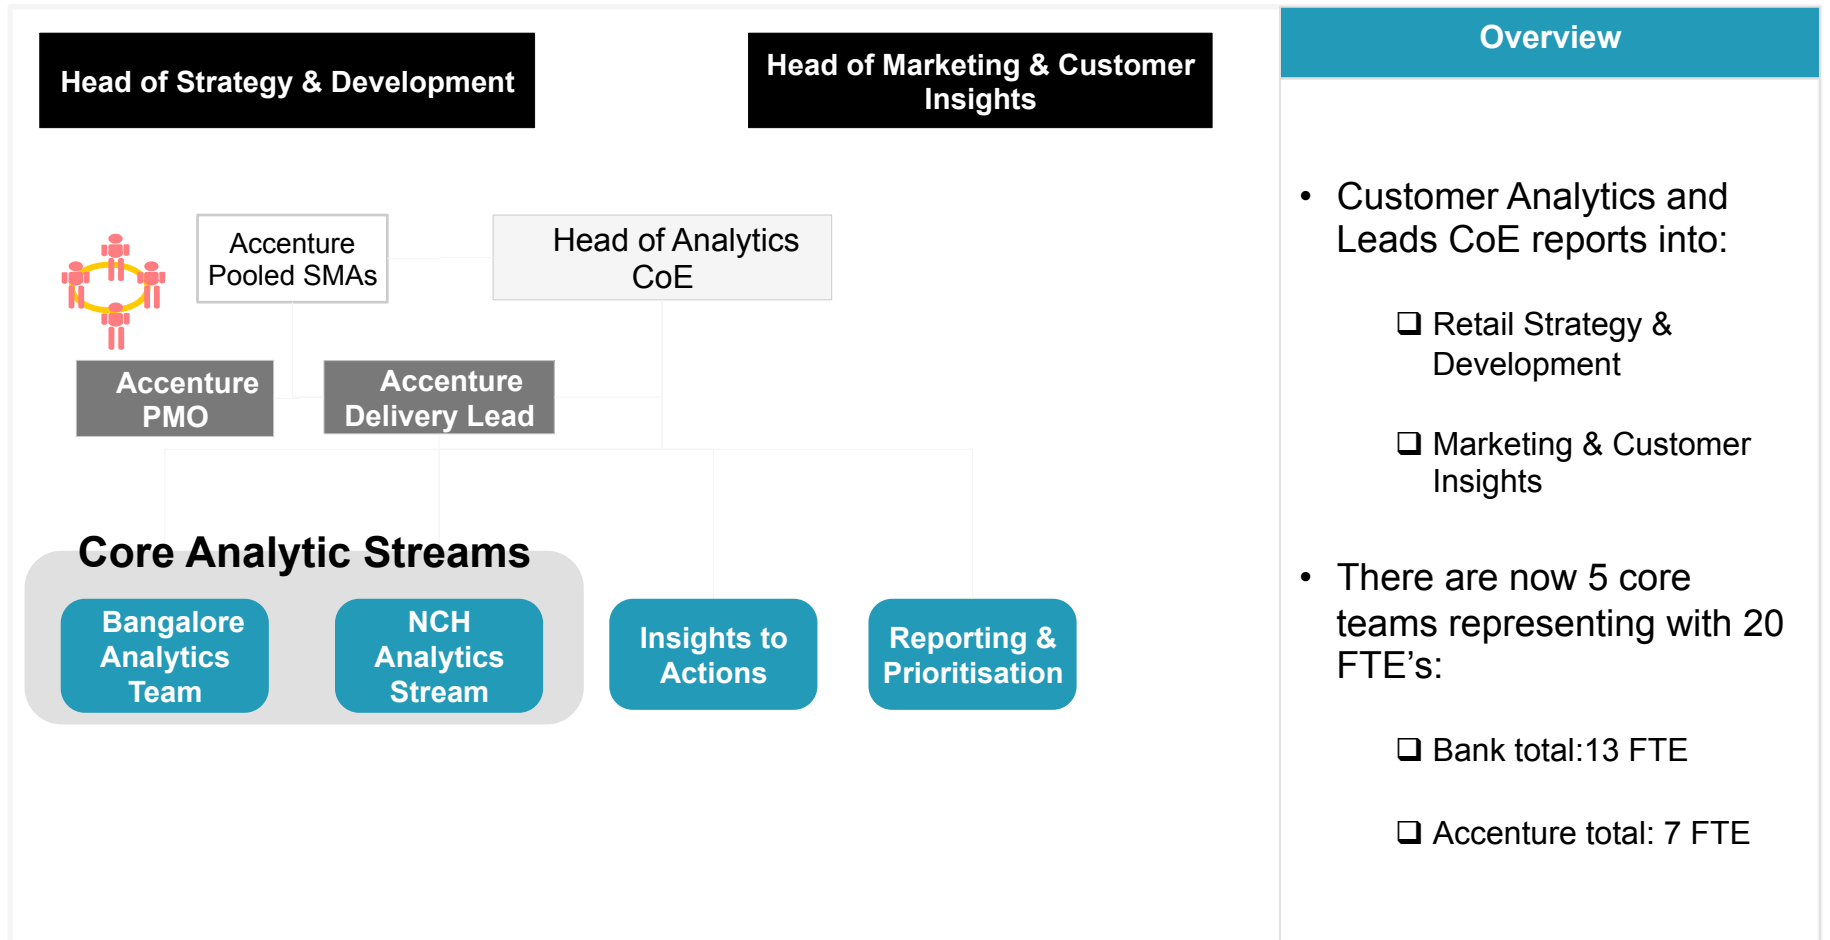 Head of Strategy & Development
Head of Marketing & Customer
Insights
Accenture
Pooled SMAs
Head of Analytics
CoE
Accenture
PMO
Accenture
Delivery Lead
Core Analytic Streams
Bangalore
Analytics
Team
NCH
Analytics
Stream
Insights to
Actions
Reporting &
Prioritisation
Overview
• Customer Analytics and
Leads CoE reports into:
❑ Retail Strategy &
Development
❑ Marketing & Customer
Insights
• There are now 5 core
teams representing with 20
FTE’s:
❑ Bank total:13 FTE
❑ Accenture total: 7 FTE